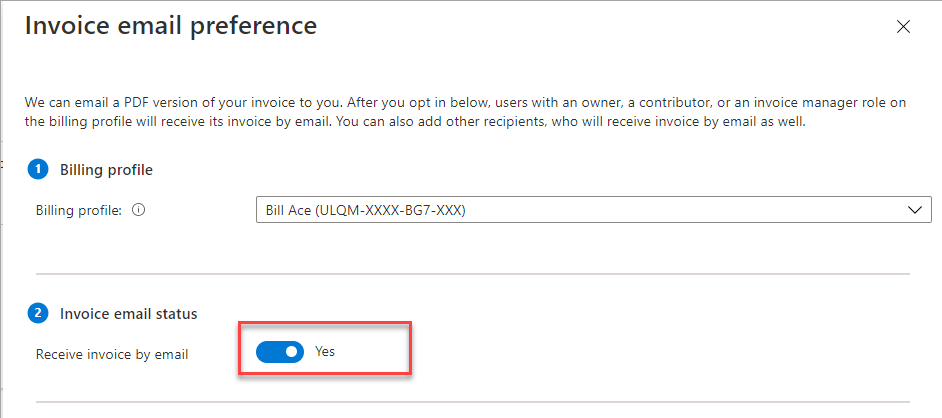 Invoice email preference
We can email a PDF version of your invoice to you. After you opt in below, users with an owner, a contributor, or an invoice manager role on
the billing profile will receive its invoice by email. You can also add other recipients, who will receive invoice by email as well.
1 Billing profile
Billing profile: Bill Ace (ULQM-XXXX-BG7-XXX)
2 Invoice email status
Receive invoice by email Yes